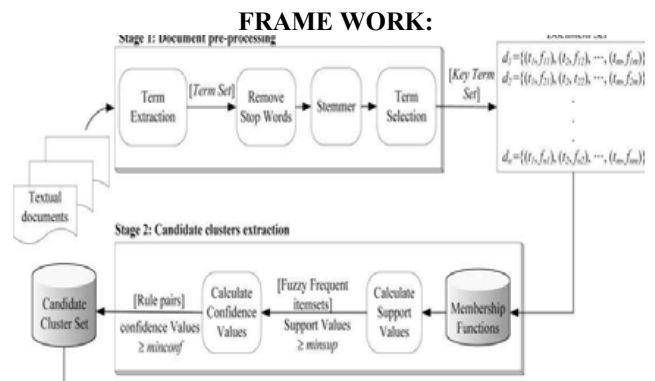 FRAME WORK:
Stage 1: Document pre-processing
Document Set
Term
Extraction
[Term Set]
Remove
Stop Words
Stemmer
Term
Selection
[Key Term
Set]
d₁={(t₁, f₁₁), (t₂, f₁₂), ⋯, (tₘ, f₁ₘ)}
d₂={(t₁, f₂₁), (t₂, t₂₂), ⋯, (tₘ, f₂ₘ)}
.
.
.
dₙ={(t₁, fₙ₁), (t₂, fₙ₂), ⋯, (tₘ, fₙₘ)}
Textual
documents
Stage 2: Candidate clusters extraction
Candidate
Cluster Set
[Rule pairs]
confidence Values
≥ minconf
Calculate
Confidence
Values
[Fuzzy Frequent
itemsets]
Support Values
≥ minsup
Calculate
Support
Values
Membership
Functions